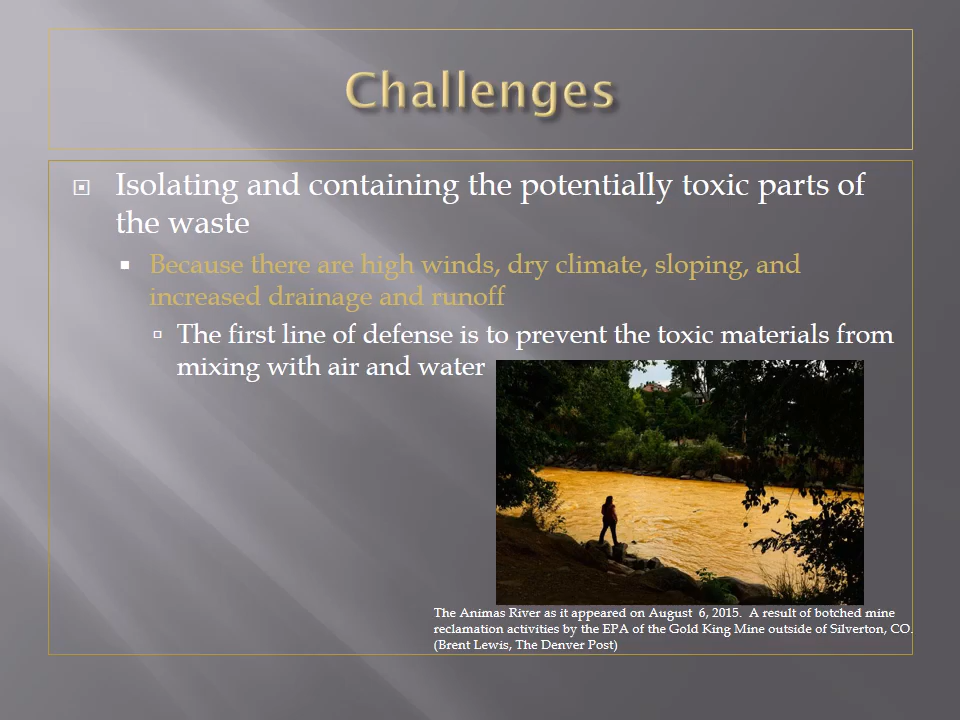 Challenges
Isolating and containing the potentially toxic parts of
the waste
Because there are high winds, dry climate, sloping, and
increased drainage and runoff
The first line of defense is to prevent the toxic materials from
mixing with air and water
The Animas River as it appeared on August  6, 2015.  A result of botched mine
reclamation activities by the EPA of the Gold King Mine outside of Silverton, CO.
(Brent Lewis, The Denver Post)